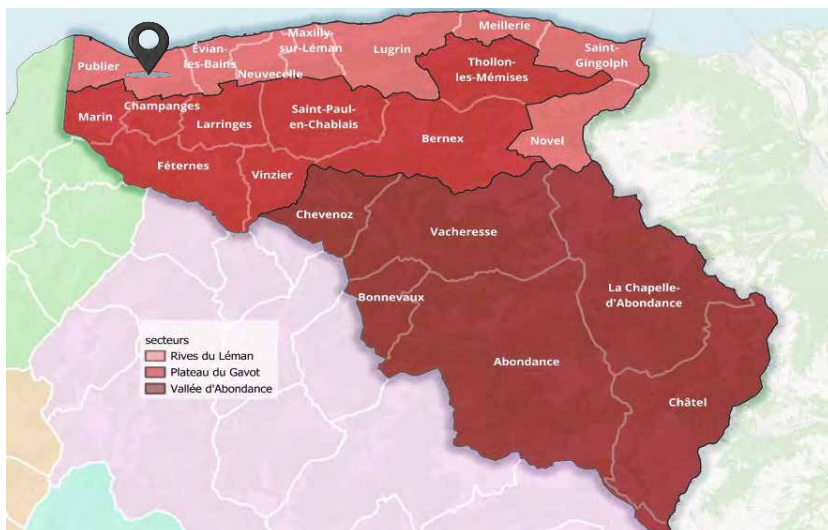 Publier
Évian-
les-Bains
Maxilly
-sur-Léman
Neuvecelle
Lugrin
Meillerie
Saint-
Gingolph
Thollon-
les-Mémises
Marin
Champanges
Larringes
Saint-Paul-
en-Chablais
Bernex
Novel
Féternes
Vinzier
Chevenoz
Vacheresse
Bonnevaux
La Chapelle-
d'Abondance
Abondance
Châtel
secteurs
Rives du Léman
Plateau du Gavot
Vallée d'Abondance